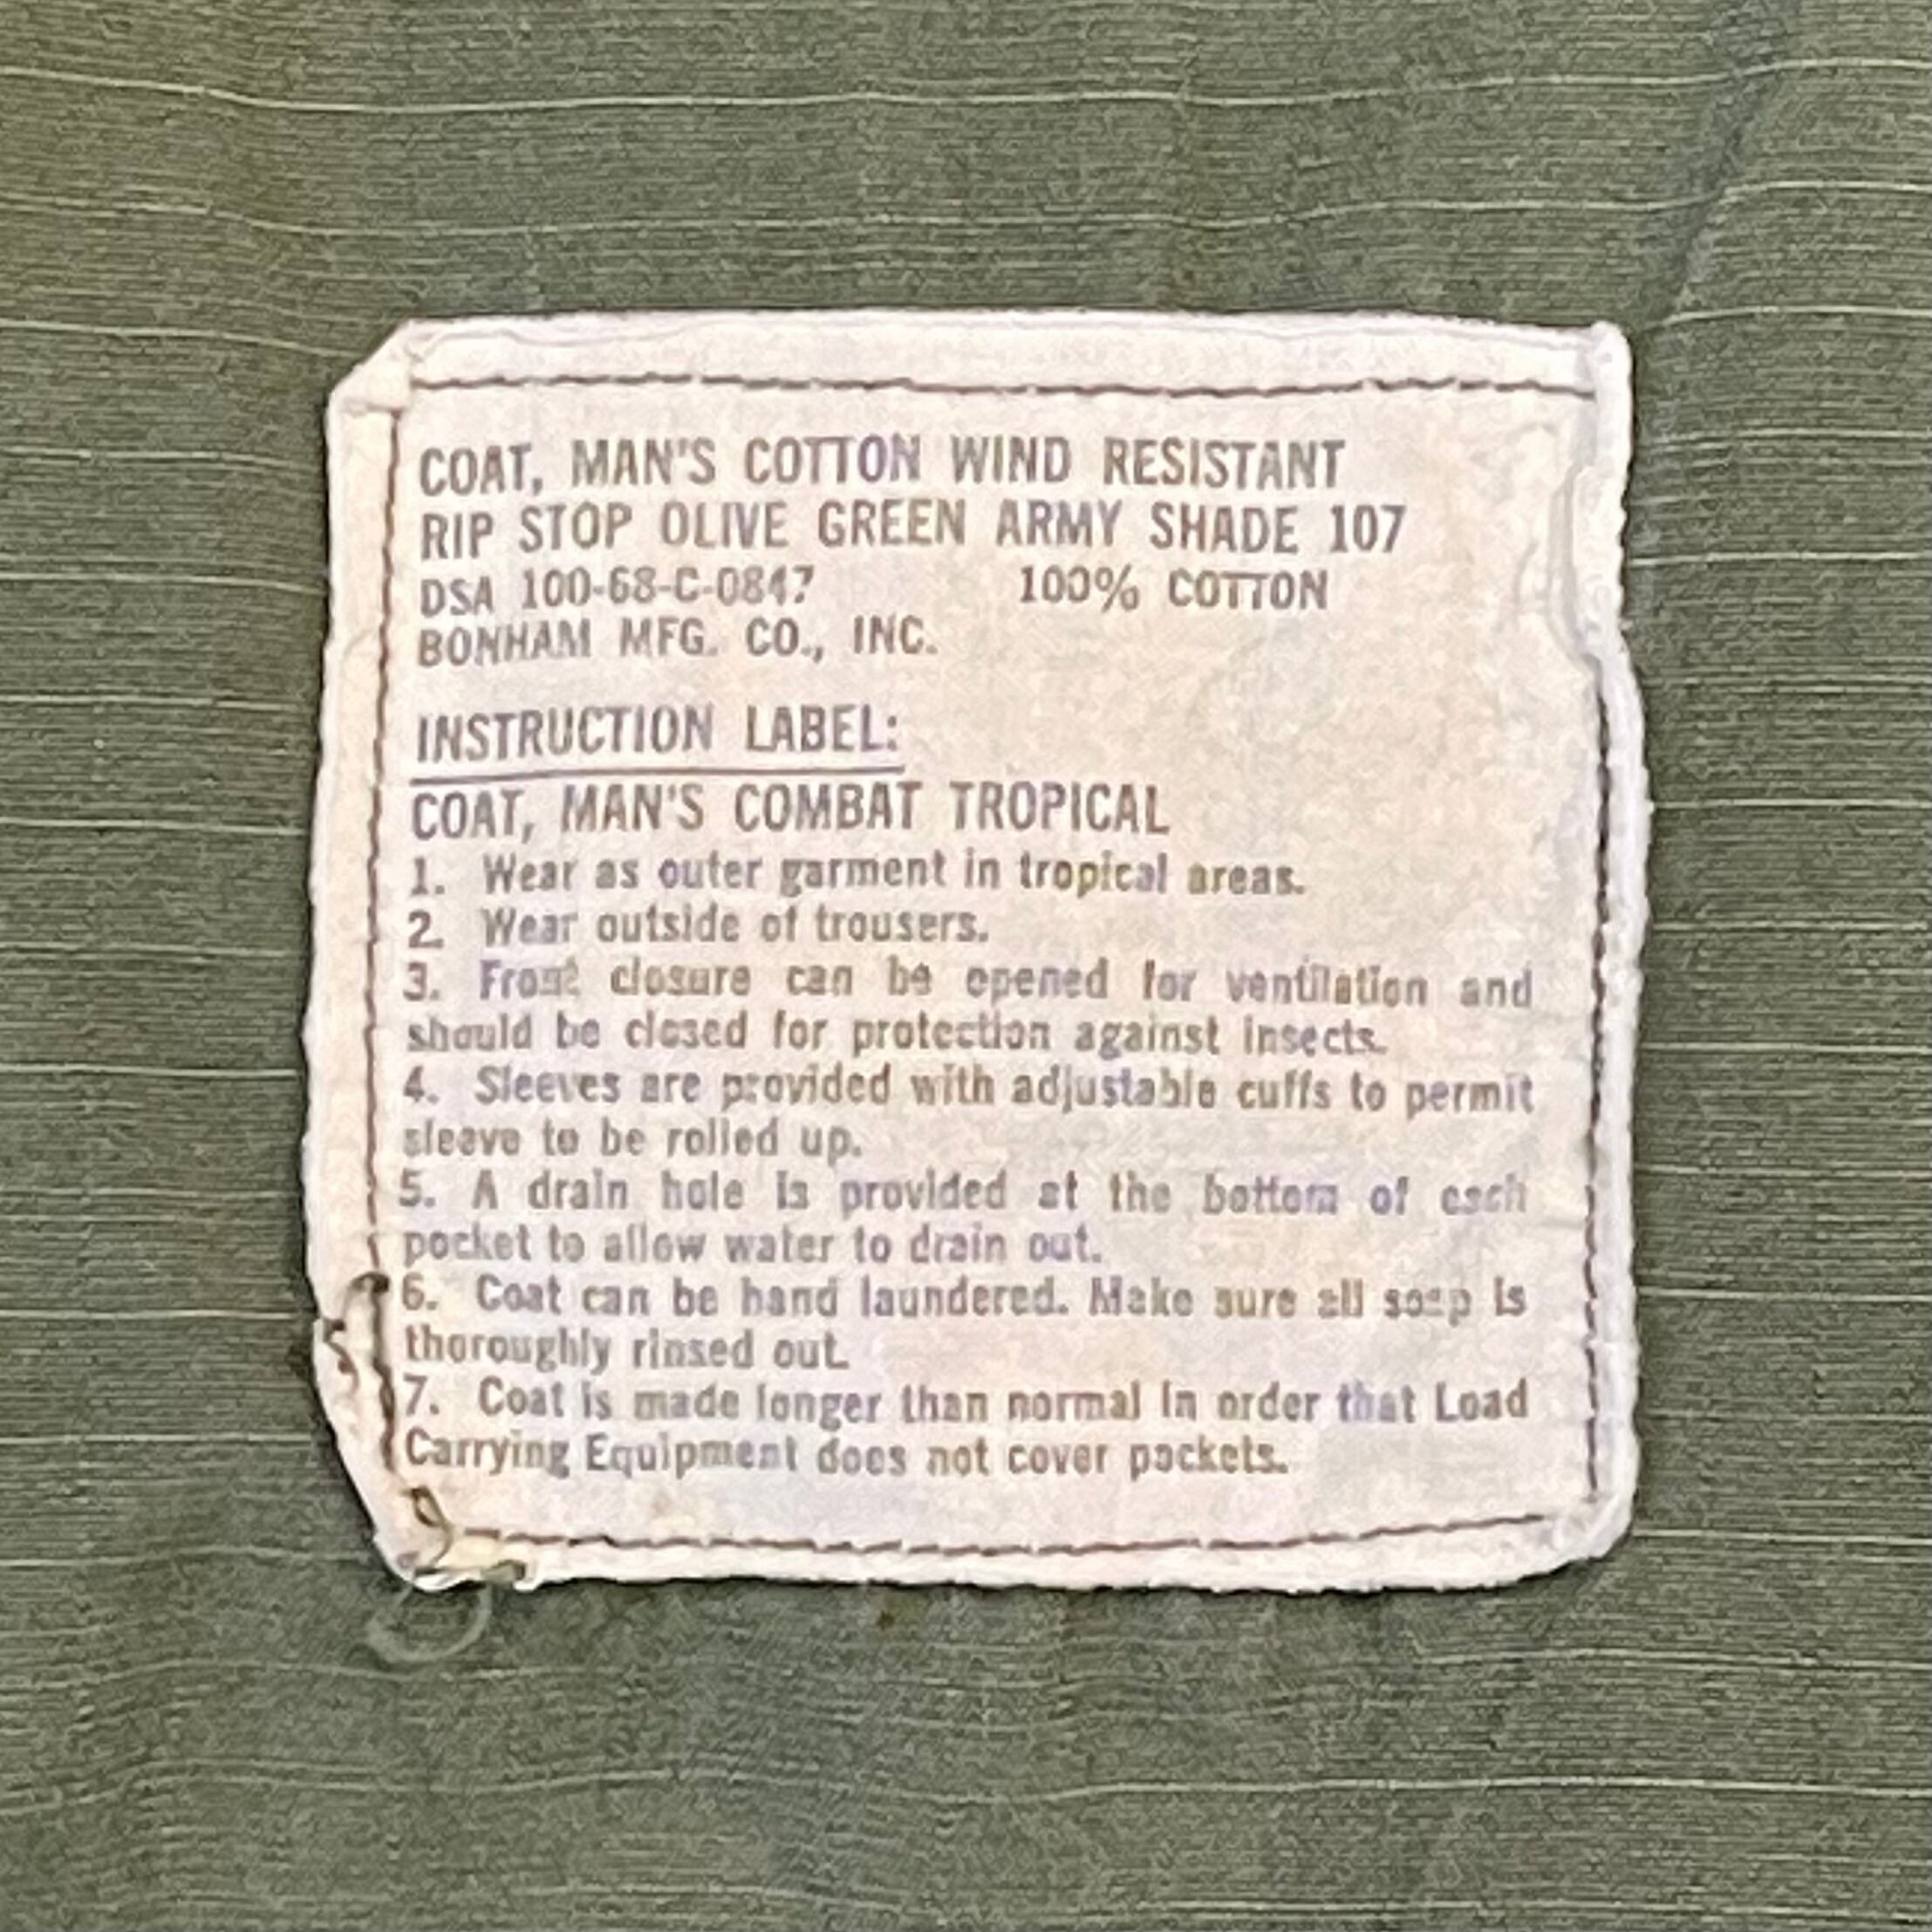 COAT, MAN'S COTTON WIND RESISTANT
RIP STOP OLIVE GREEN ARMY SHADE 107
DSA 100-68-C-0847 100% COTTON
BONHAM MFG. CO., INC.
INSTRUCTION LABEL:
COAT, MAN'S COMBAT TROPICAL
1. Wear as outer garment in tropical areas.
2. Wear outside of trousers.
3. Front closure can be opened for ventilation and
should be closed for protection against insects.
4. Sleeves are provided with adjustable cuffs to permit
sleeve to be rolled up.
5. A drain hole is provided at the bottom of each
pocket to allow water to drain out.
6. Coat can be hand laundered. Make sure all soap is
thoroughly rinsed out.
7. Coat is made longer than normal in order that Load
Carrying Equipment does not cover pockets.